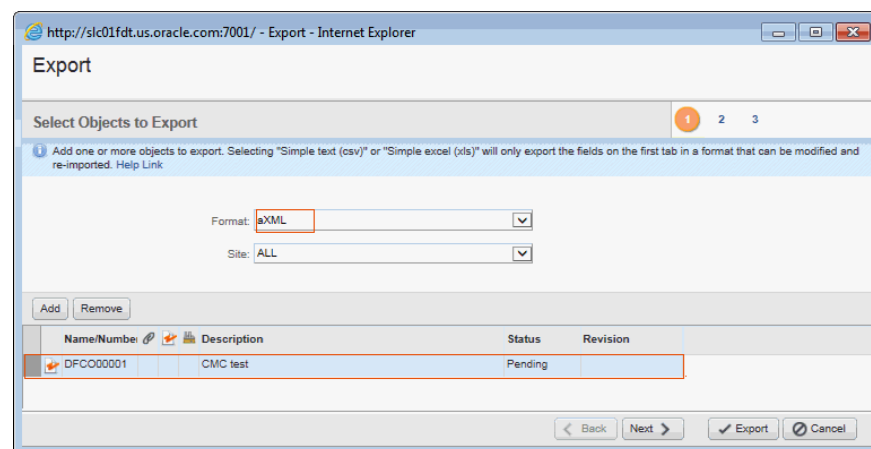 http://slc01fdt.us.oracle.com:7001/ - Export - Internet Explorer
Export
Select Objects to Export
1 2 3
Add one or more objects to export. Selecting "Simple text (csv)" or "Simple excel (xls)" will only export the fields on the first tab in a format that can be modified and
re-imported. Help Link
Format: aXML
Site: ALL
Add Remove
Name/Number Description Status Revision
DFCO00001 CMC test Pending
Back Next Export Cancel